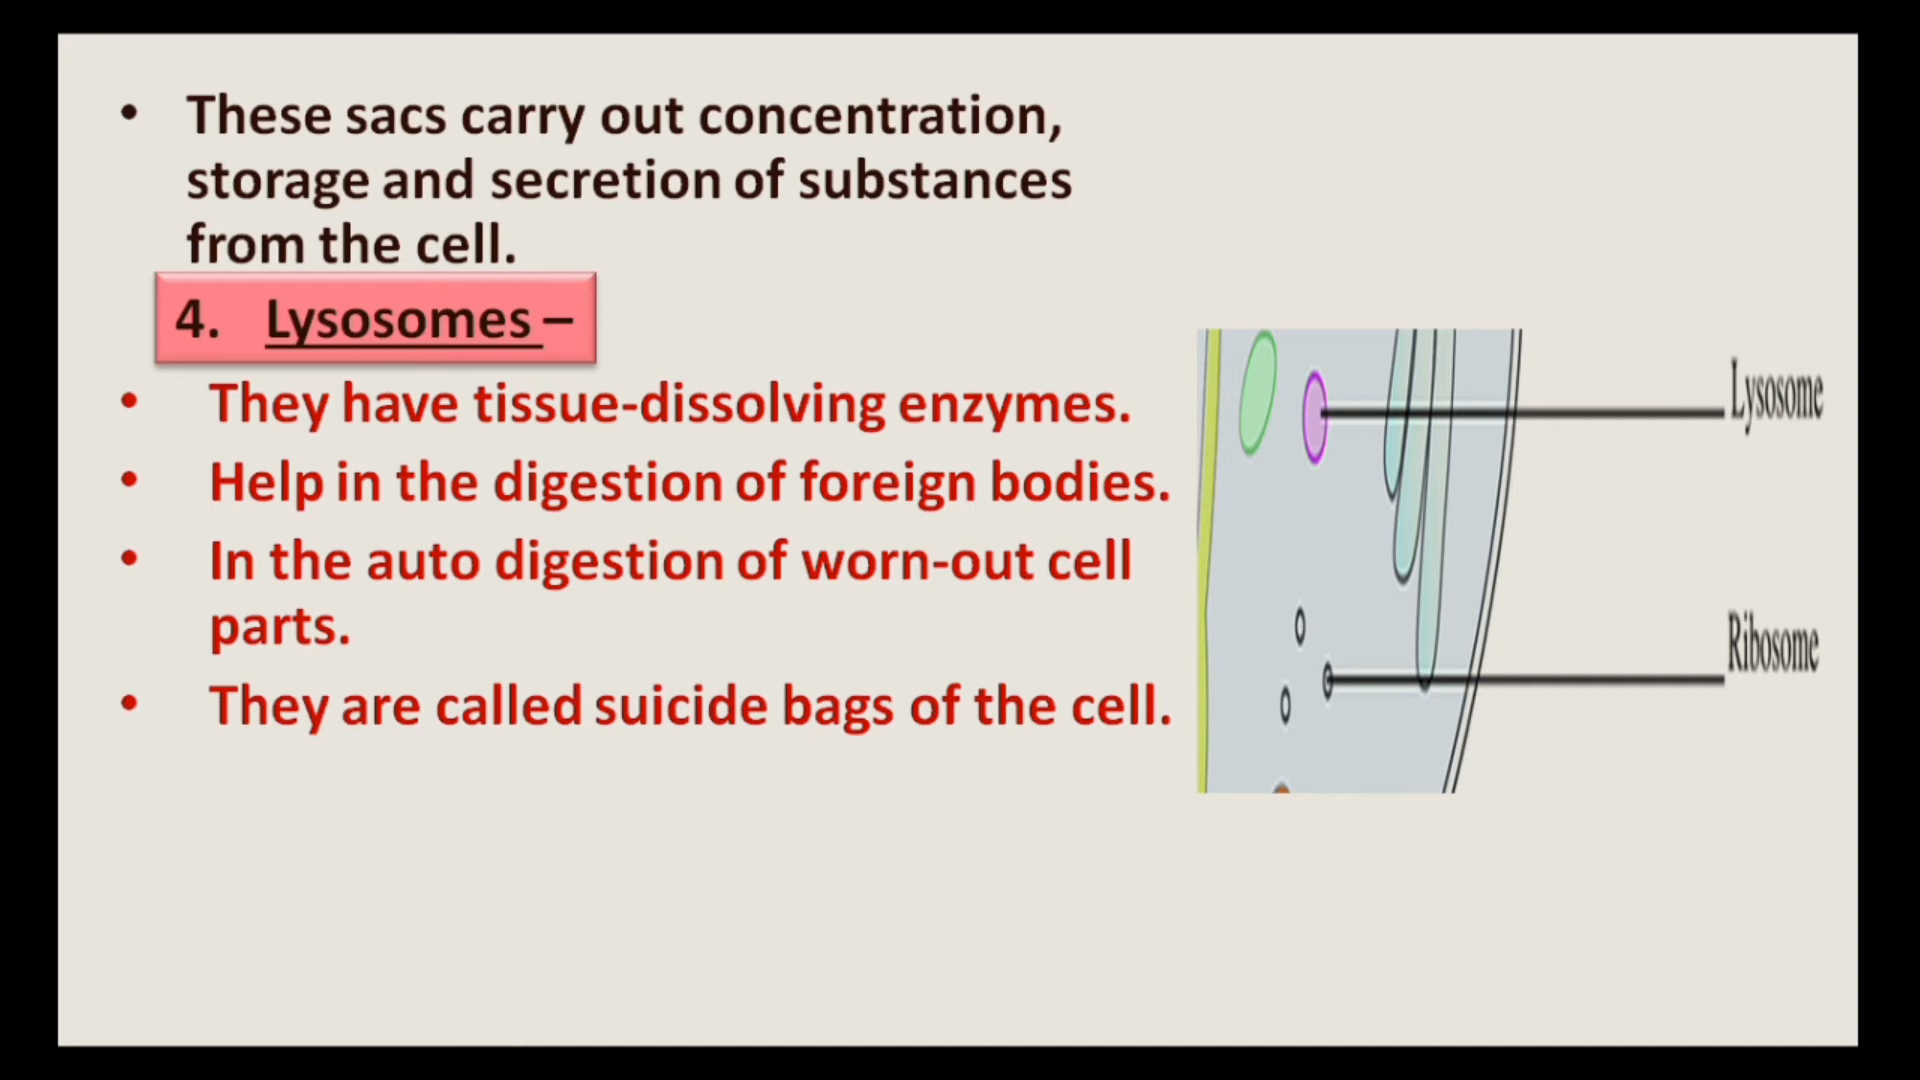 • These sacs carry out concentration,
storage and secretion of substances
from the cell.
4. Lysosomes –
• They have tissue-dissolving enzymes.
• Help in the digestion of foreign bodies.
• In the auto digestion of worn-out cell
parts.
• They are called suicide bags of the cell.
Lysosome
Ribosome